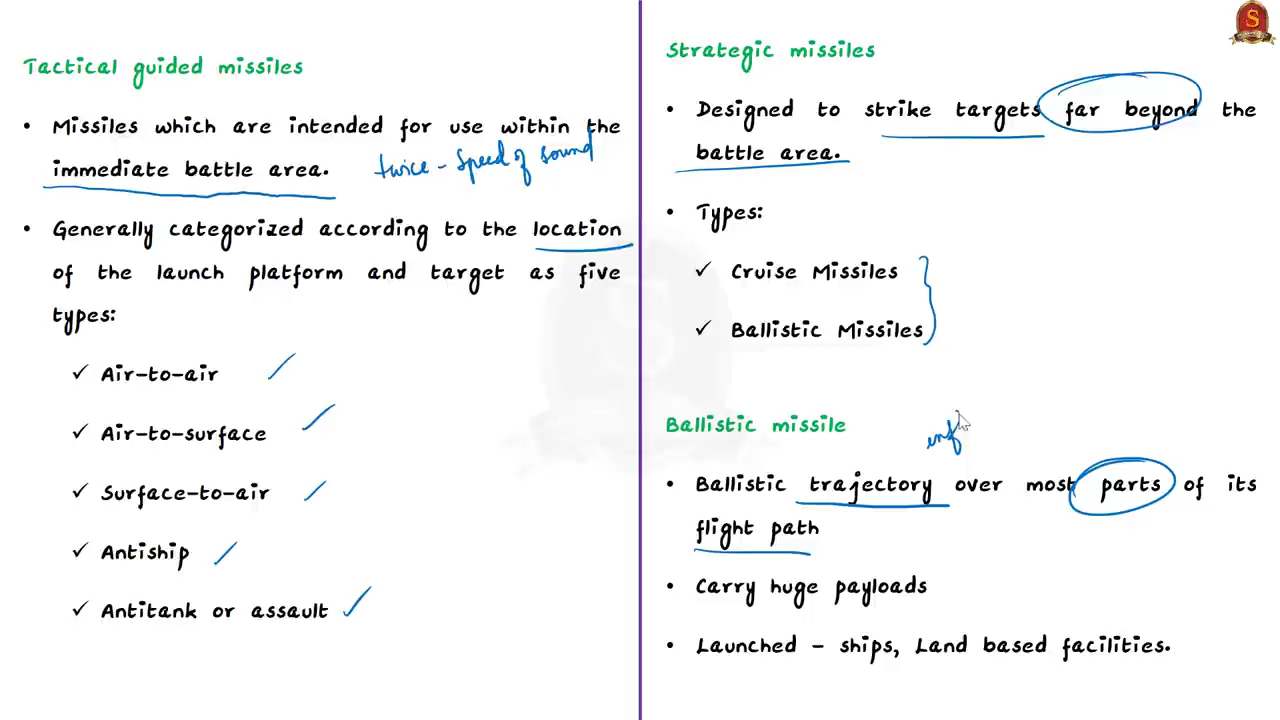 Tactical guided missiles
• Missiles which are intended for use within the
immediate battle area.
twice - speed of sound
• Generally categorized according to the location
of the launch platform and target as five
types:
✓ Air-to-air
✓ Air-to-surface
✓ Surface-to-air
✓ Antiship
✓ Antitank or assault
Strategic missiles
• Designed to strike targets far beyond the
battle area.
• Types:
✓ Cruise Missiles
✓ Ballistic Missiles
Ballistic missile
inf
• Ballistic trajectory over most parts of its
flight path
• Carry huge payloads
• Launched – ships, Land based facilities.
S